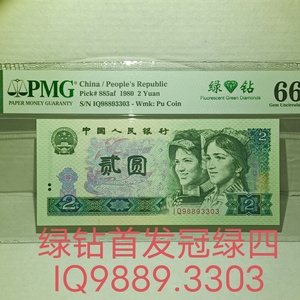 PMG
PAPER MONEY GUARANTY
China / People's Republic
Pick# 885af 1980 2 Yuan
S/N IQ98893303 - Wmk: Pu Coin
绿 钻
Fluorescent Green Diamonds
66
Gem Uncirculated
中国人民银行
贰圆
2
2
IQ98893303
绿钻首发冠绿四
IQ9889.3303